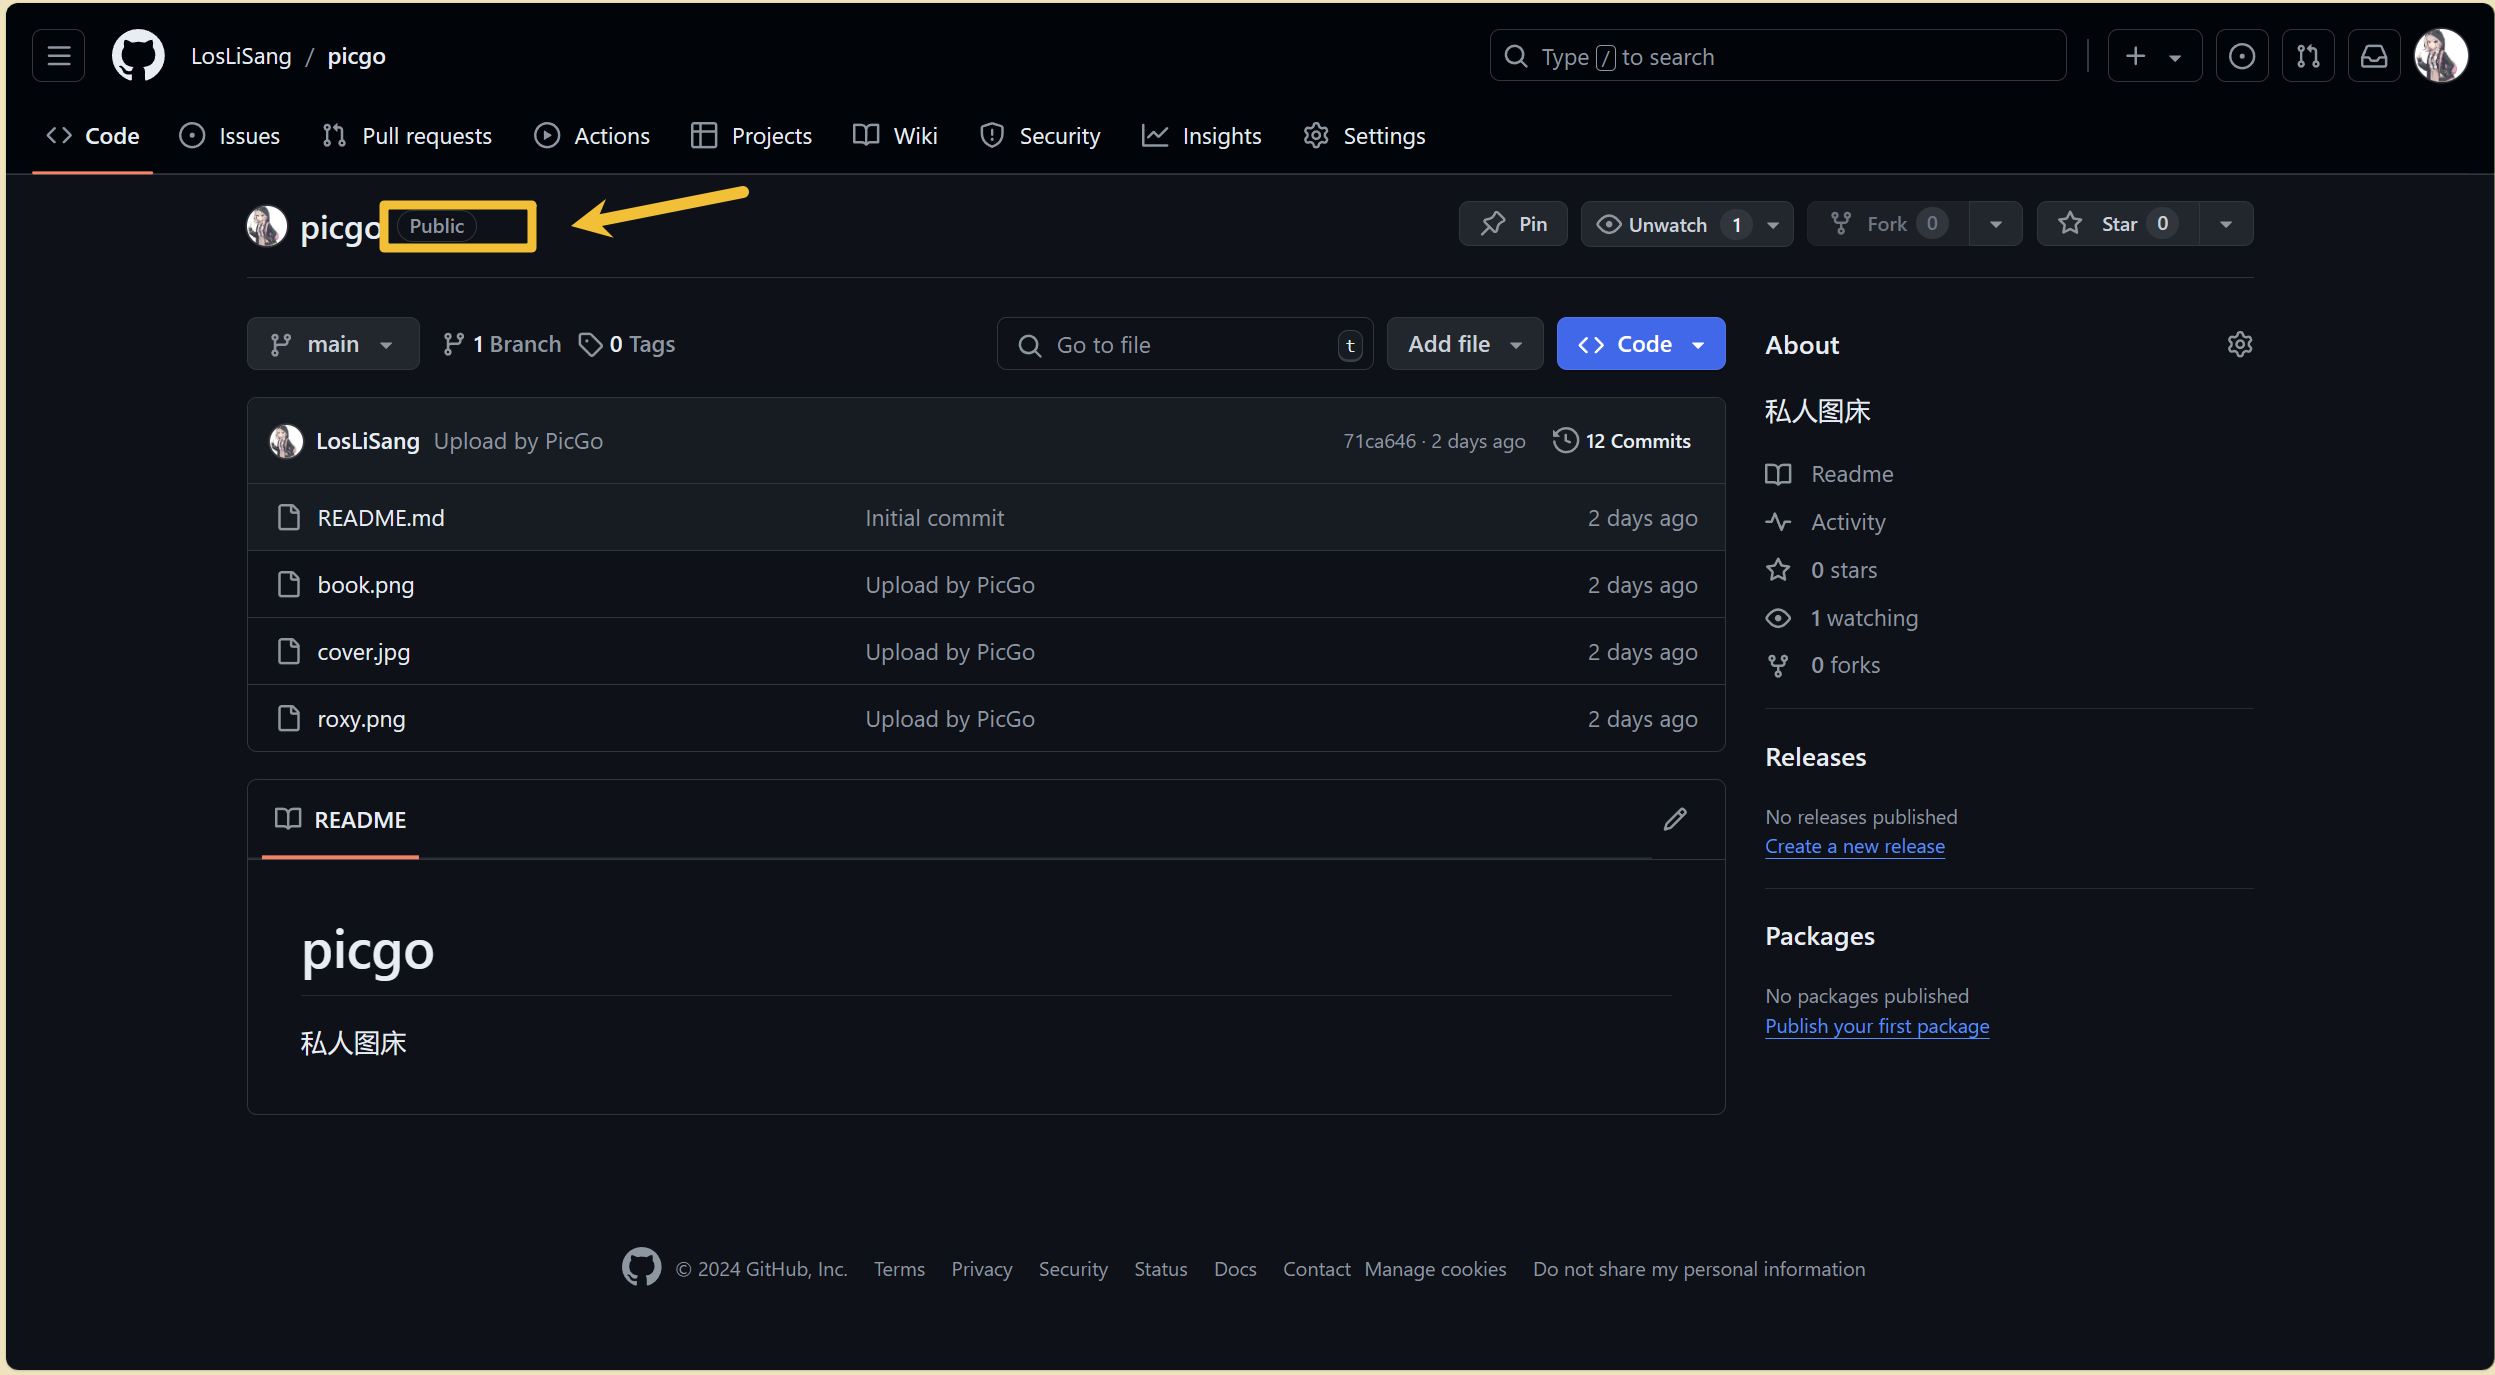 LosLiSang / picgo
Type / to search
Code Issues Pull requests Actions Projects Wiki Security Insights Settings
picgo Public
Pin Unwatch 1 Fork 0 Star 0
main 1 Branch 0 Tags Go to file t Add file Code
LosLiSang Upload by PicGo 71ca646 · 2 days ago 12 Commits
README.md Initial commit 2 days ago
book.png Upload by PicGo 2 days ago
cover.jpg Upload by PicGo 2 days ago
roxy.png Upload by PicGo 2 days ago
README
picgo
私人图床
About
私人图床
Readme
Activity
0 stars
1 watching
0 forks
Releases
No releases published
Create a new release
Packages
No packages published
Publish your first package
© 2024 GitHub, Inc. Terms Privacy Security Status Docs Contact Manage cookies Do not share my personal information